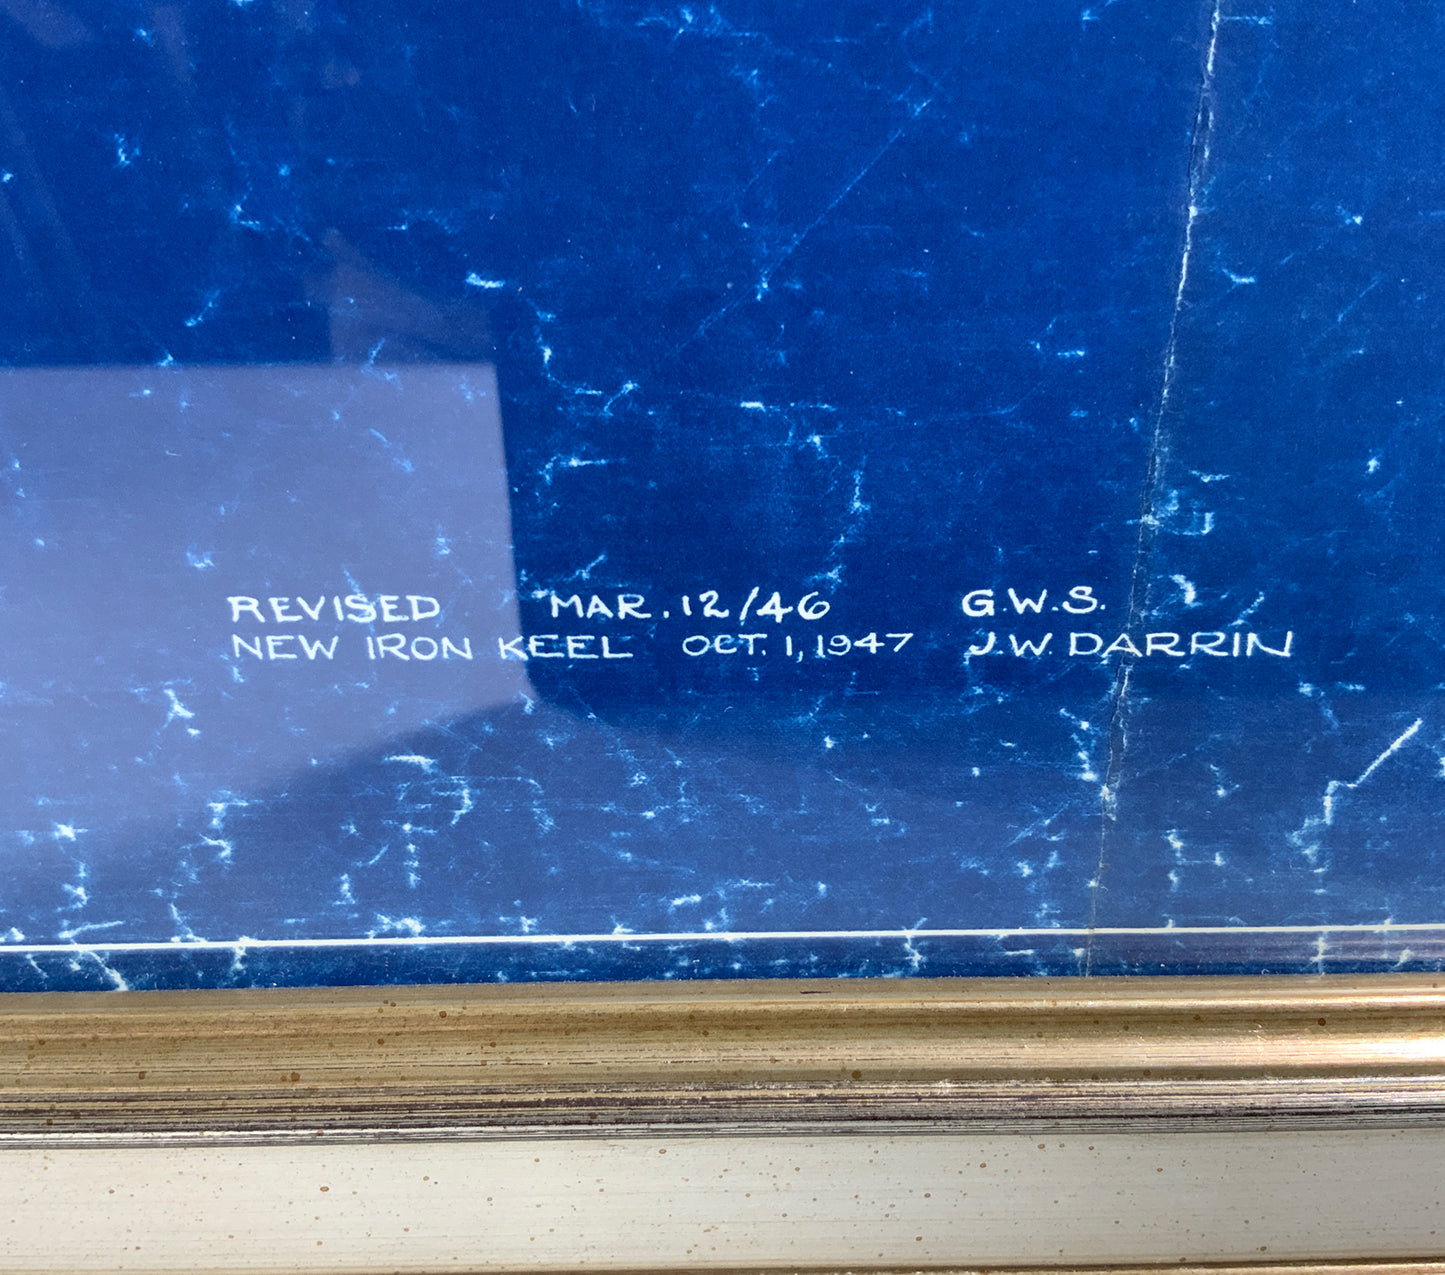 REVISED MAR. 12/46 G.W.S.
NEW IRON KEEL OCT. 1, 1947 J.W. DARRIN